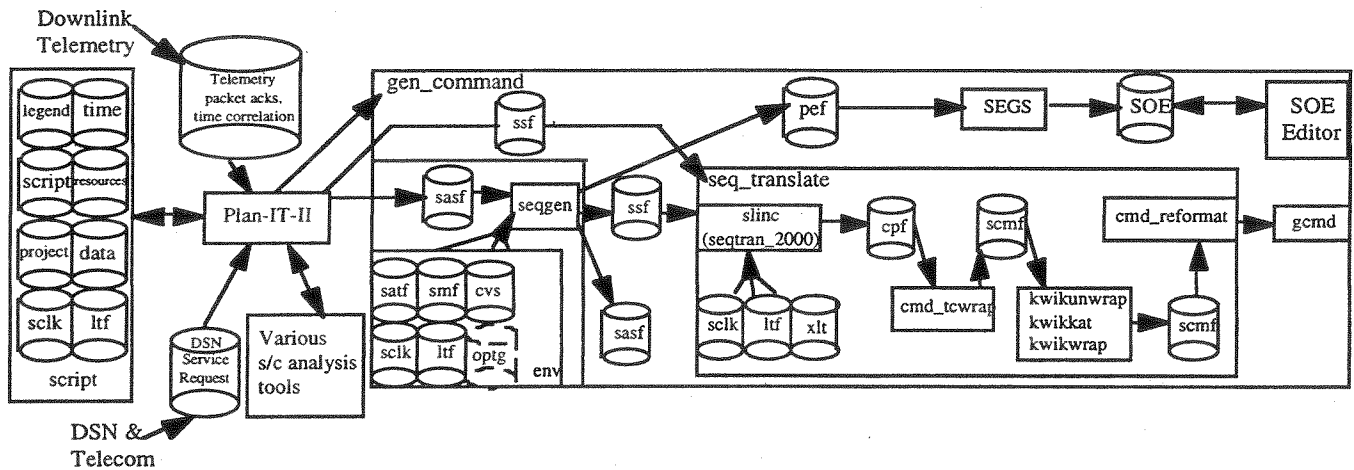 Downlink
Telemetry
legend
time
script
resources
project
data
sclk
ltf
script
Telemetry
packet acks,
time correlation
Plan-IT-II
DSN
Service
Request
DSN &
Telecom
Various
s/c analysis
tools
gen_command
ssf
sasf
seqgen
ssf
sasf
satf
smf
cvs
sclk
ltf
optg
env
pef
SEGS
SOE
SOE
Editor
seq_translate
slinc
(seqtran_2000)
sclk
ltf
xlt
cpf
cmd_tcwrap
scmf
kwikunwrap
kwikkat
kwikwrap
scmf
cmd_reformat
gcmd